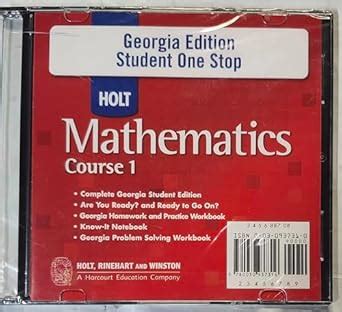 Georgia Edition
Student One Stop
HOLT
Mathematics
Course 1
• Complete Georgia Student Edition
• Are You Ready? and Ready to Go On?
• Georgia Homework and Practice Workbook
• Know-It Notebook
• Georgia Problem Solving Workbook
HOLT, RINEHART AND WINSTON
A Harcourt Education Company
90000